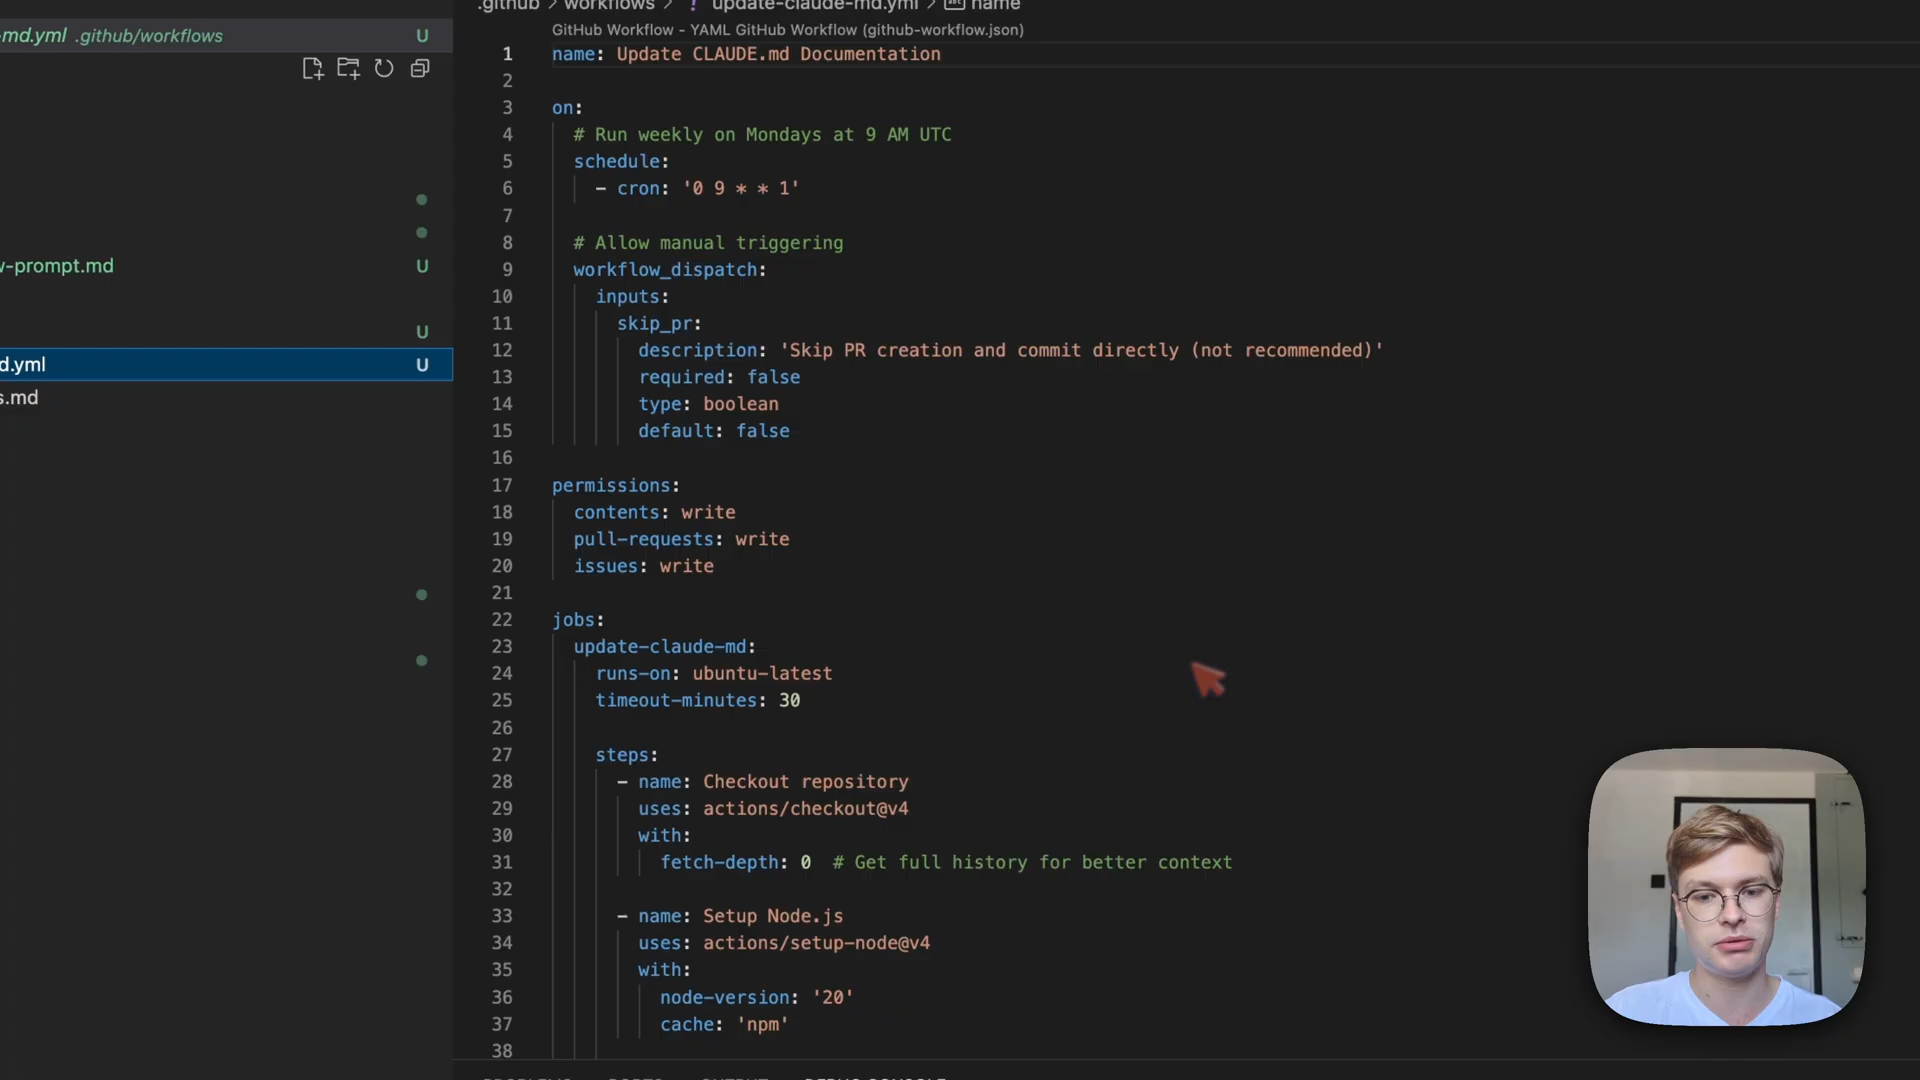 -md.yml .github/workflows U
w-prompt.md U
U
d.yml U
s.md
.github > workflows > ! update-claude-md.yml > name
GitHub Workflow - YAML GitHub Workflow (github-workflow.json)
1 name: Update CLAUDE.md Documentation
2
3 on:
4 # Run weekly on Mondays at 9 AM UTC
5 schedule:
6 - cron: '0 9 * * 1'
7
8 # Allow manual triggering
9 workflow_dispatch:
10 inputs:
11 skip_pr:
12 description: 'Skip PR creation and commit directly (not recommended)'
13 required: false
14 type: boolean
15 default: false
16
17 permissions:
18 contents: write
19 pull-requests: write
20 issues: write
21
22 jobs:
23 update-claude-md:
24 runs-on: ubuntu-latest
25 timeout-minutes: 30
26
27 steps:
28 - name: Checkout repository
29 uses: actions/checkout@v4
30 with:
31 fetch-depth: 0 # Get full history for better context
32
33 - name: Setup Node.js
34 uses: actions/setup-node@v4
35 with:
36 node-version: '20'
37 cache: 'npm'
38